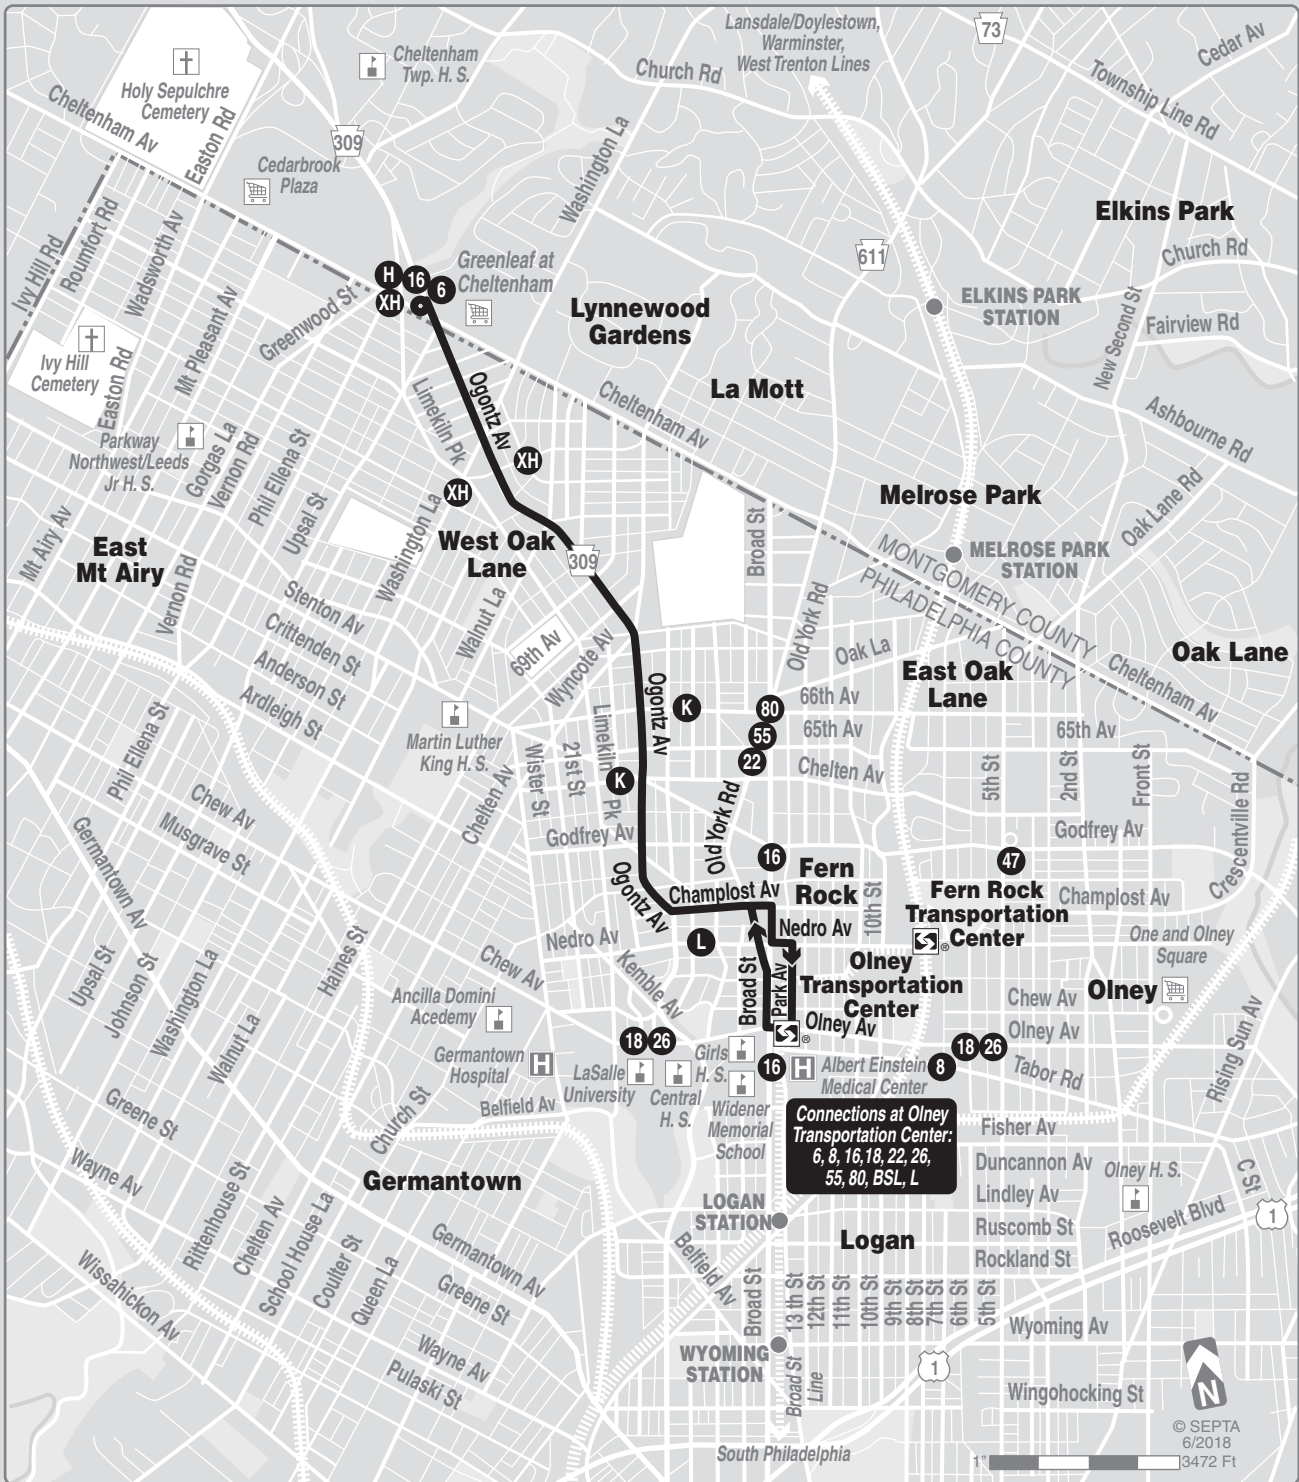 Lansdale/Doylestown,
Warminster,
West Trenton Lines
73
Cedar Av
Cheltenham
Twp. H. S.
Church Rd
Township Line Rd
Holy Sepulchre
Cemetery
Cheltenham Av
Easton Rd
309
Cedarbrook
Plaza
Washington La
Elkins Park
Church Rd
611
Ivy Hill Rd
Roumfort Rd
Wadsworth Av
Mt Pleasant Av
Greenwood St
H
16
6
XH
Greenleaf at
Cheltenham
Lynnewood
Gardens
ELKINS PARK
STATION
New Second St
Fairview Rd
Ivy Hill
Cemetery
Easton Rd
Limekiln Pk
Ogontz Av
Cheltenham Av
La Mott
Ashbourne Rd
Parkway
Northwest/Leeds
Jr H. S.
Gorgas La
Vernon Rd
Phil Ellena St
Upsal St
XH
XH
Melrose Park
Oak Lane Rd
Mt Airy Av
East
Mt Airy
Vernon Rd
Washington La
West Oak
Lane
309
Broad St
MELROSE PARK
STATION
MONTGOMERY COUNTY
PHILADELPHIA COUNTY
Stenton Av
Crittenden St
Anderson St
Ardleigh St
Walnut La
69th Av
Wyncote Av
Old York Rd
Oak La
East Oak
Lane
Cheltenham Av
Oak Lane
Ogontz Av
K
80
66th Av
55
65th Av
65th Av
22
Chelten Av
Martin Luther
King H. S.
Phil Ellena St
Chelten Av
Wister St
21st St
Limekiln
Pk
K
5th St
2nd St
Front St
Crescentville Rd
Chew Av
Musgrave St
Germantown Av
Godfrey Av
Old York Rd
Godfrey Av
16
Fern
Rock
47
Ogontz Av
Champlost Av
10th St
Fern Rock
Transportation
Center
®
Champlost Av
Nedro Av
Nedro Av
L
One and Olney
Square
Upsal St
Johnson St
Washington La
Walnut La
Haines St
Chew Av
Kemble Av
Broad St
Park Av
Olney
Transportation
Center
Chew Av
Olney
Ancilla Domini
Acedemy
Olney Av
®
Olney Av
Rising Sun Av
18
26
Girls
H. S.
18
26
Germantown
Hospital
H
LaSalle
University
Central
H. S.
16
H
Albert Einstein
Medical Center
8
Tabor Rd
Widener
Memorial
School
Greene St
Church St
Belfield Av
Connections at Olney
Transportation Center:
6, 8, 16,18, 22, 26,
55, 80, BSL, L
Fisher Av
Duncannon Av
Olney H. S.
C St
Lindley Av
Wayne Av
Germantown
LOGAN
STATION
Rittenhouse St
Chelten Av
School House La
Coulter St
Queen La
Logan
Ruscomb St
Roosevelt Blvd
1
Rockland St
Germantown Av
Belfield Av
Wissahickon Av
Greene St
Broad St
13 th St
12th St
11th St
10th St
9th St
8th St
7th St
6th St
5th St
Wyoming Av
Wayne Av
Pulaski St
WYOMING
STATION
Broad St
Line
1
Wingohocking St
N
© SEPTA
6/2018
South Philadelphia
1"
3472 Ft